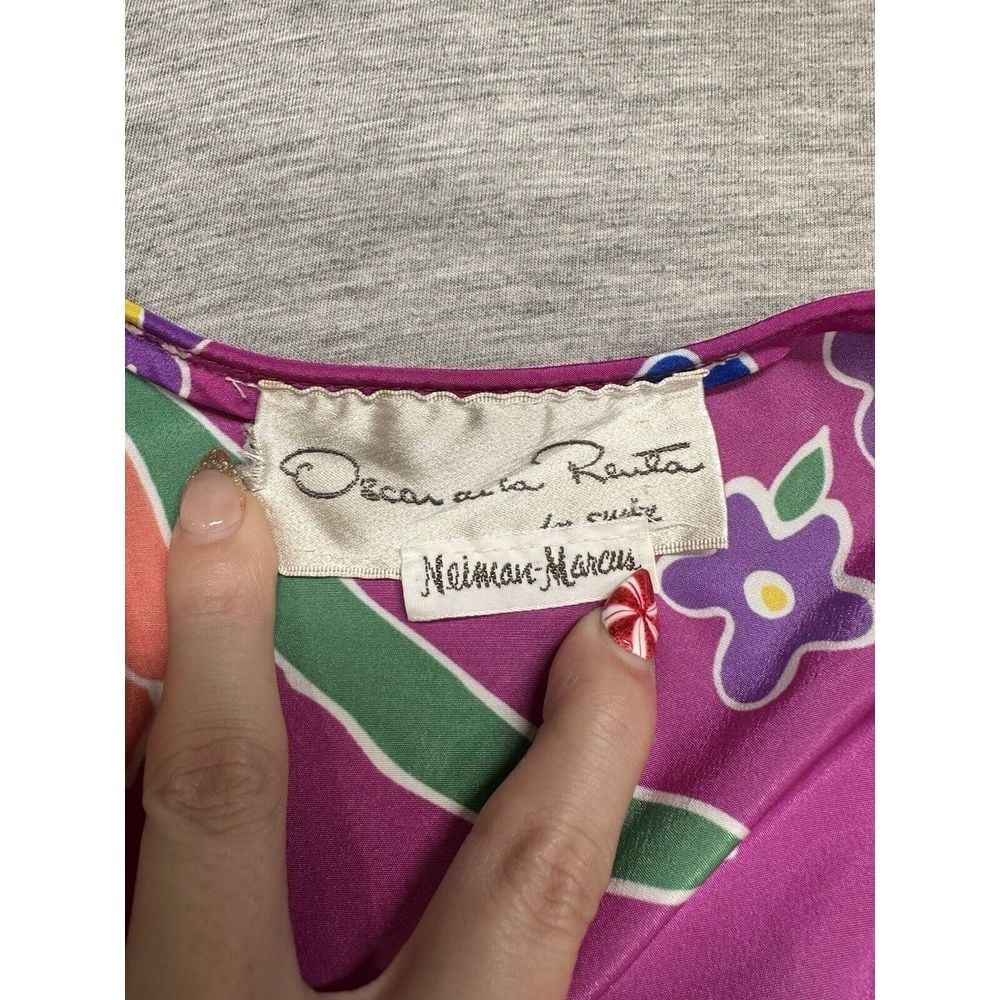 Oscar de la Renta
Neiman-Marcus